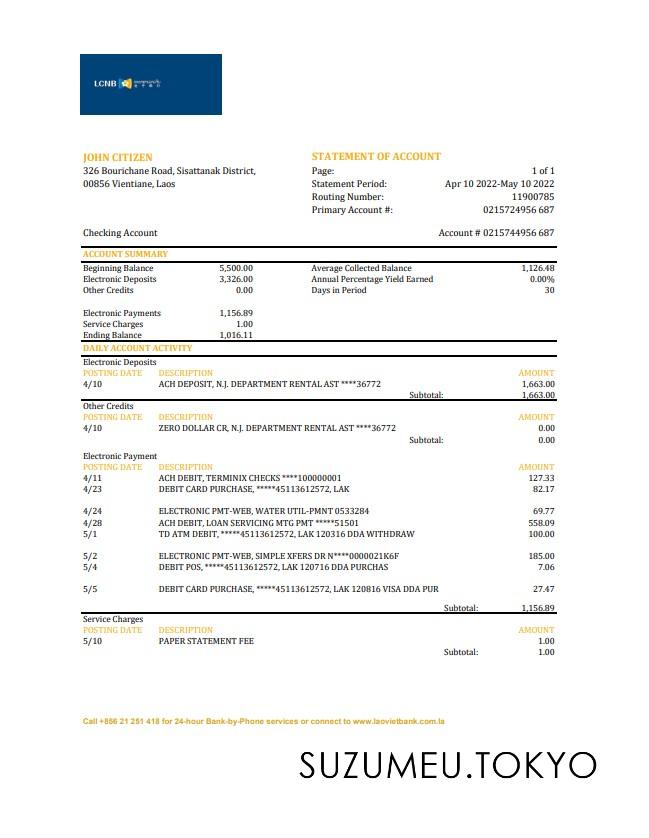 LCNB
JOHN CITIZEN
326 Bourichane Road, Sisattanak District,
00856 Vientiane, Laos
STATEMENT OF ACCOUNT
Page: 1 of 1
Statement Period: Apr 10 2022-May 10 2022
Routing Number: 11900785
Primary Account #: 0215724956 687
Checking Account Account # 0215744956 687
ACCOUNT SUMMARY
Beginning Balance 5,500.00 Average Collected Balance 1,126.48
Electronic Deposits 3,326.00 Annual Percentage Yield Earned 0.00%
Other Credits 0.00 Days in Period 30
Electronic Payments 1,156.89
Service Charges 1.00
Ending Balance 1,016.11
DAILY ACCOUNT ACTIVITY
Electronic Deposits
POSTING DATE DESCRIPTION AMOUNT
4/10 ACH DEPOSIT, N.J. DEPARTMENT RENTAL AST ****36772 1,663.00
Subtotal: 1,663.00
Other Credits
POSTING DATE DESCRIPTION AMOUNT
4/10 ZERO DOLLAR CR, N.J. DEPARTMENT RENTAL AST ****36772 0.00
Subtotal: 0.00
Electronic Payment
POSTING DATE DESCRIPTION AMOUNT
4/11 ACH DEBIT, TERMINIX CHECKS ****100000001 127.33
4/23 DEBIT CARD PURCHASE, *****45113612572, LAK 82.17
4/24 ELECTRONIC PMT-WEB, WATER UTIL-PMNT 0533284 69.77
4/28 ACH DEBIT, LOAN SERVICING MTG PMT *****51501 558.09
5/1 TD ATM DEBIT, *****45113612572, LAK 120316 DDA WITHDRAW 100.00
5/2 ELECTRONIC PMT-WEB, SIMPLE XFERS DR N****0000021K6F 185.00
5/4 DEBIT POS, *****45113612572, LAK 120716 DDA PURCHAS 7.06
5/5 DEBIT CARD PURCHASE, *****45113612572, LAK 120816 VISA DDA PUR 27.47
Subtotal: 1,156.89
Service Charges
POSTING DATE DESCRIPTION AMOUNT
5/10 PAPER STATEMENT FEE 1.00
Subtotal: 1.00
Call +856 21 251 418 for 24-hour Bank-by-Phone services or connect to www.laovietbank.com.la
SUZUMEU.TOKYO